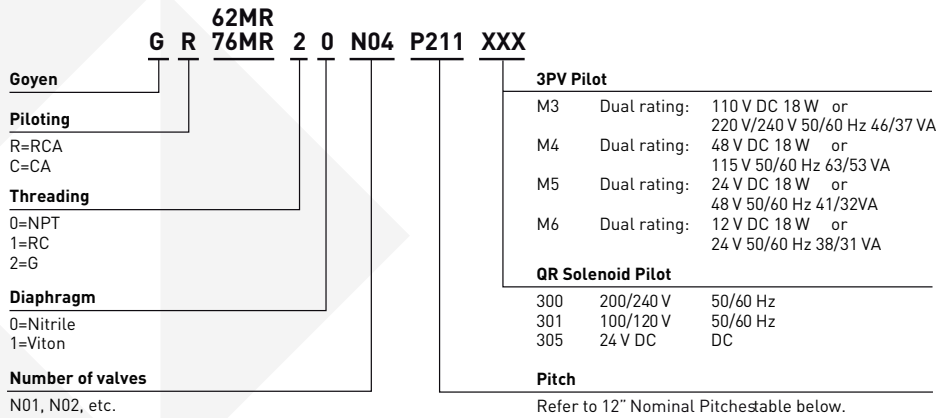 62MR
G R 76MR 2 0 N04 P211 XXX
Goyen
Piloting
R=RCA
C=CA
Threading
0=NPT
1=RC
2=G
Diaphragm
0=Nitrile
1=Viton
Number of valves
N01, N02, etc.
3PV Pilot
M3 Dual rating: 110 V DC 18 W or
220 V/240 V 50/60 Hz 46/37 VA
M4 Dual rating: 48 V DC 18 W or
115 V 50/60 Hz 63/53 VA
M5 Dual rating: 24 V DC 18 W or
48 V 50/60 Hz 41/32VA
M6 Dual rating: 12 V DC 18 W or
24 V 50/60 Hz 38/31 VA
QR Solenoid Pilot
300 200/240 V 50/60 Hz
301 100/120 V 50/60 Hz
305 24 V DC DC
Pitch
Refer to 12" Nominal Pitchestable below.